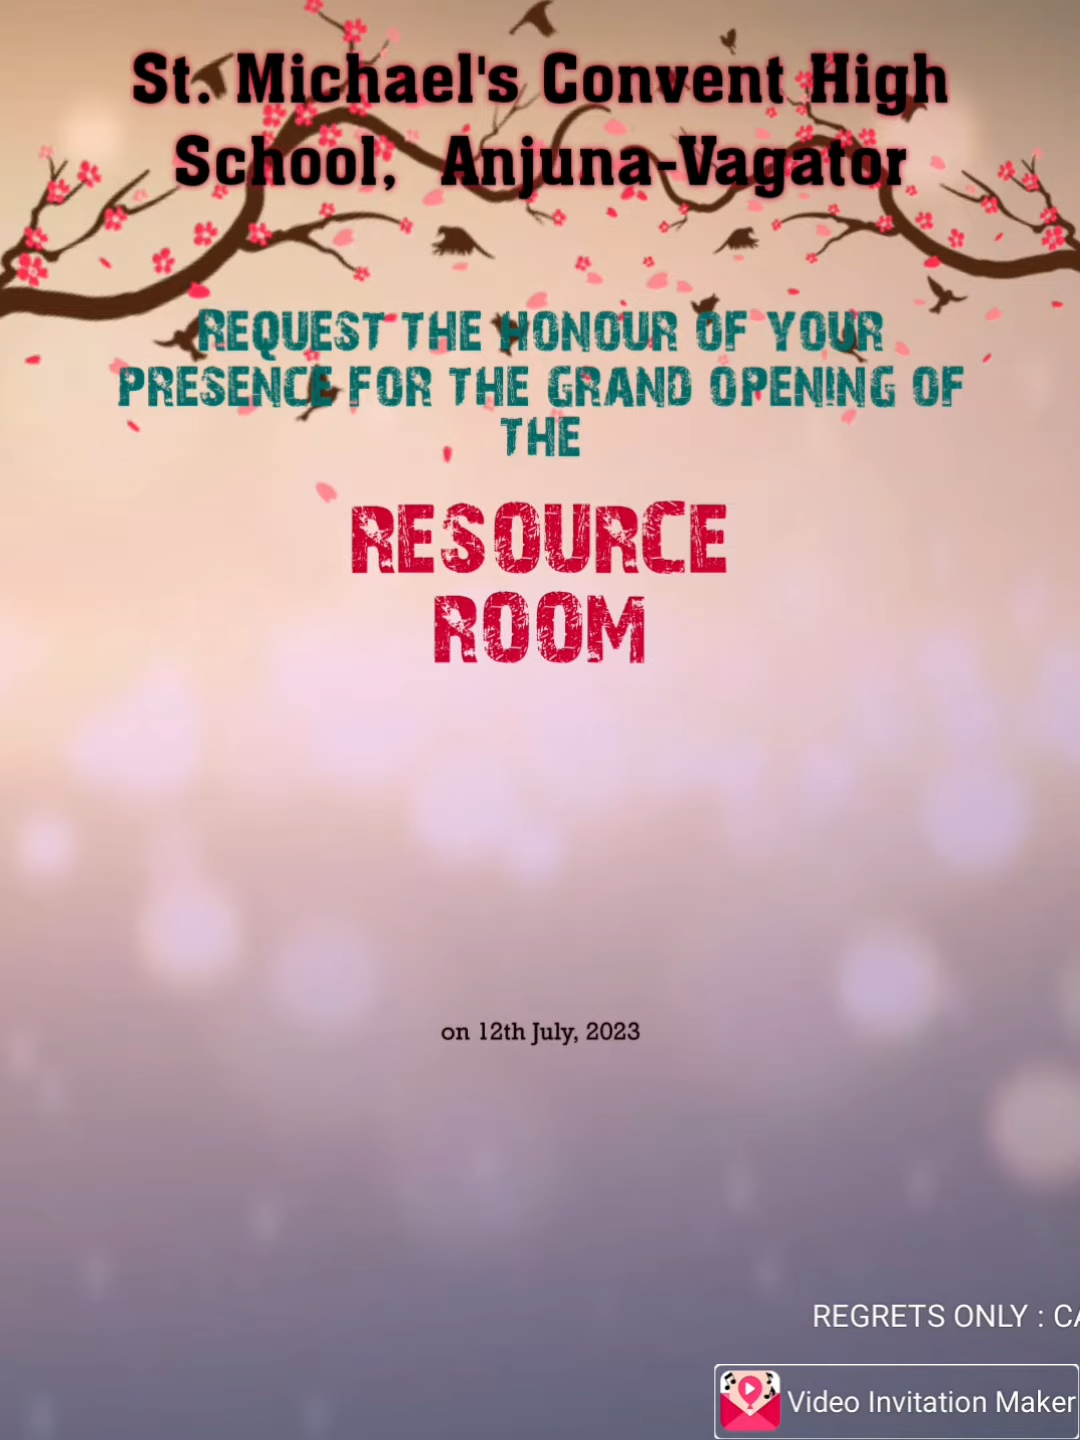 St. Michael's Convent High
School, Anjuna-Vagator
REQUEST THE HONOUR OF YOUR
PRESENCE FOR THE GRAND OPENING OF
THE
RESOURCE
ROOM
on 12th July, 2023
REGRETS ONLY : CA
Video Invitation Maker